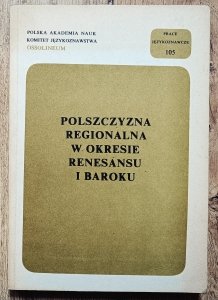 POLSKA AKADEMIA NAUK
KOMITET JĘZYKOZNAWSTWA
OSSOLINEUM
PRACE
JĘZYKOZNAWCZE
105
POLSZCZYZNA
REGIONALNA
W OKRESIE
RENESANSU
I BAROKU